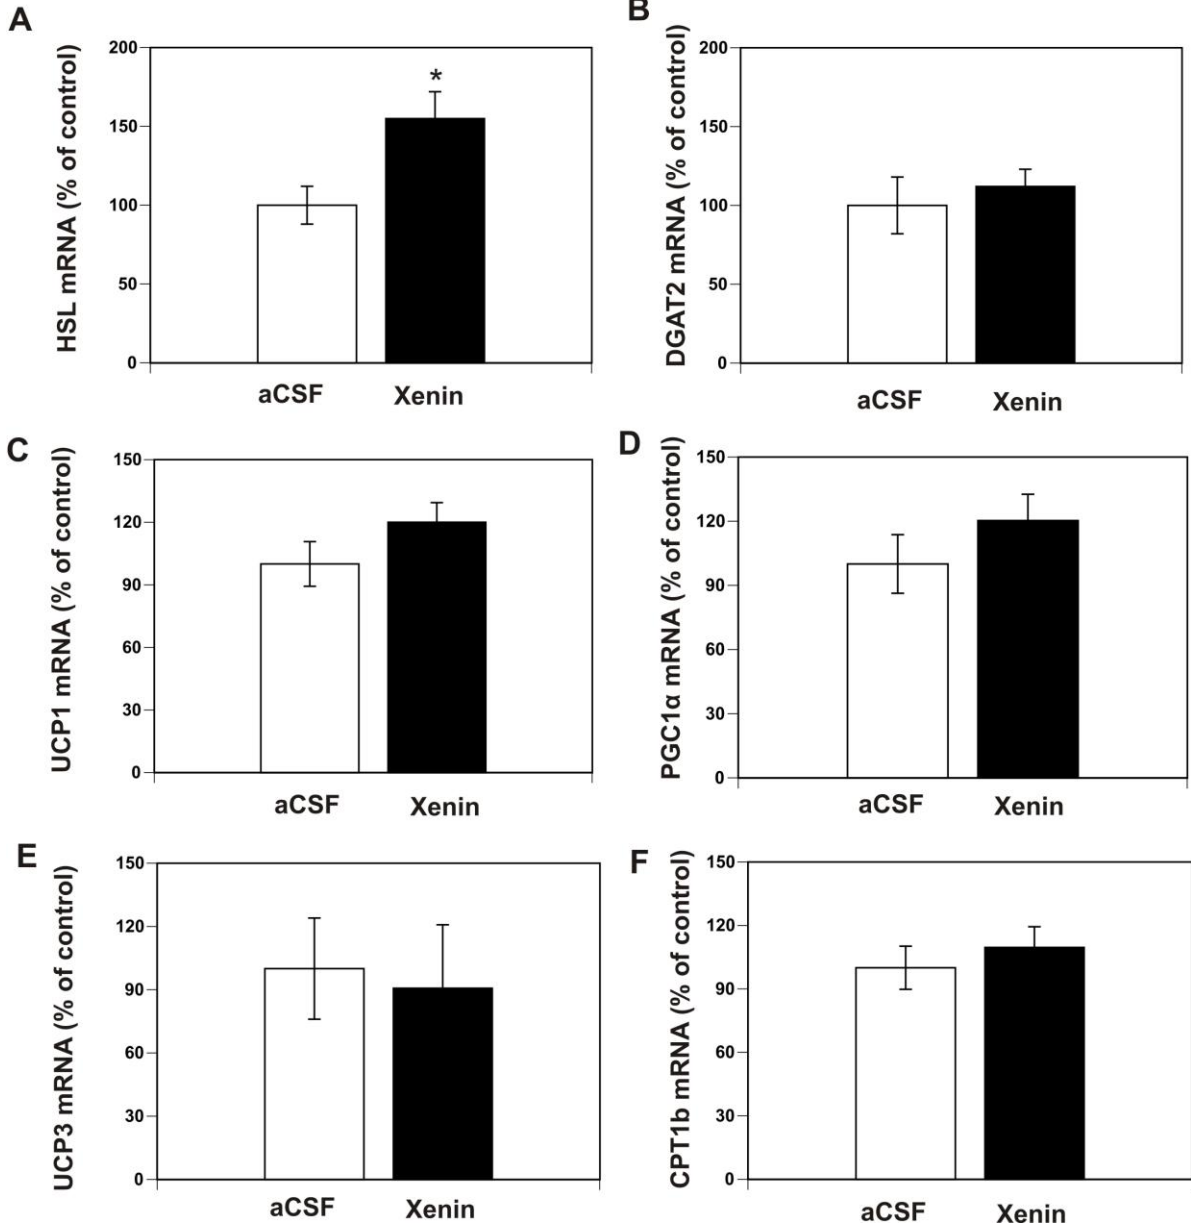 A
HSL mRNA (% of control)
200
150
100
50
0
*
aCSF
Xenin
B
DGAT2 mRNA (% of control)
200
150
100
50
0
aCSF
Xenin
C
UCP1 mRNA (% of control)
150
120
90
60
30
0
aCSF
Xenin
D
PGC1α mRNA (% of control)
150
120
90
60
30
0
aCSF
Xenin
E
UCP3 mRNA (% of control)
150
120
90
60
30
0
aCSF
Xenin
F
CPT1b mRNA (% of control)
150
120
90
60
30
0
aCSF
Xenin